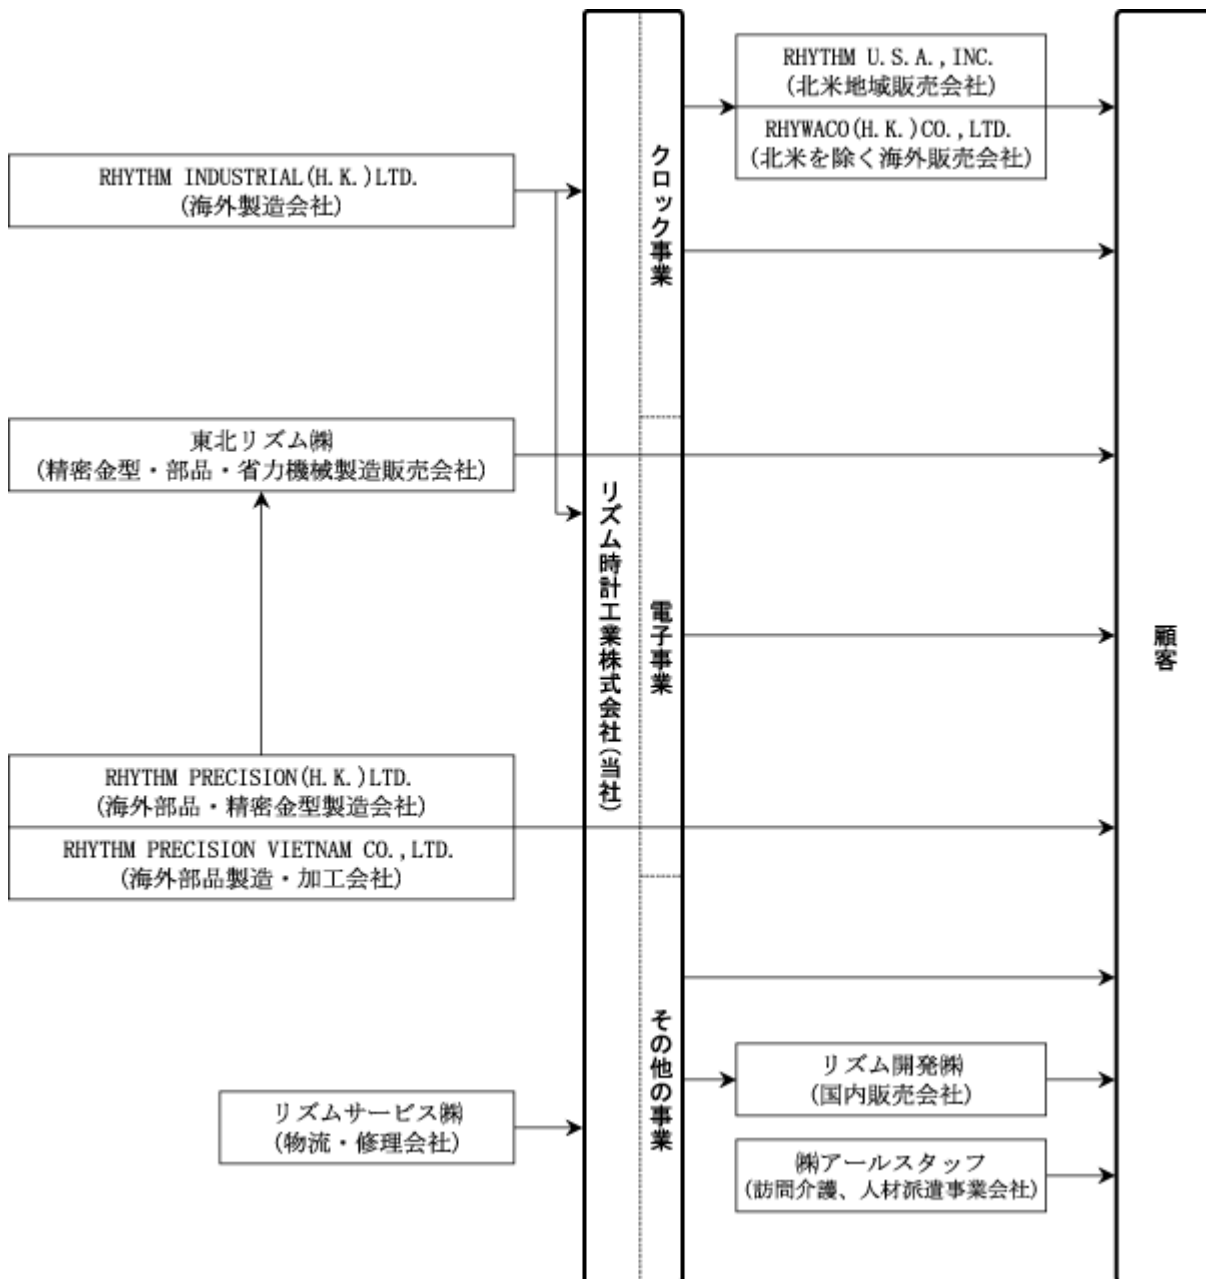 RHYTHM INDUSTRIAL(H.K.)LTD.
(海外製造会社)
東北リズム㈱
(精密金型・部品・省力機械製造販売会社)
RHYTHM PRECISION(H.K.)LTD.
(海外部品・精密金型製造会社)
RHYTHM PRECISION VIETNAM CO.,LTD.
(海外部品製造・加工会社)
リズムサービス㈱
(物流・修理会社)
リズム時計工業株式会社(当社)
クロック事業
電子事業
その他の事業
RHYTHM U.S.A.,INC.
(北米地域販売会社)
RHYWACO(H.K.)CO.,LTD.
(北米を除く海外販売会社)
リズム開発㈱
(国内販売会社)
㈱アールスタッフ
(訪問介護、人材派遣事業会社)
顧客